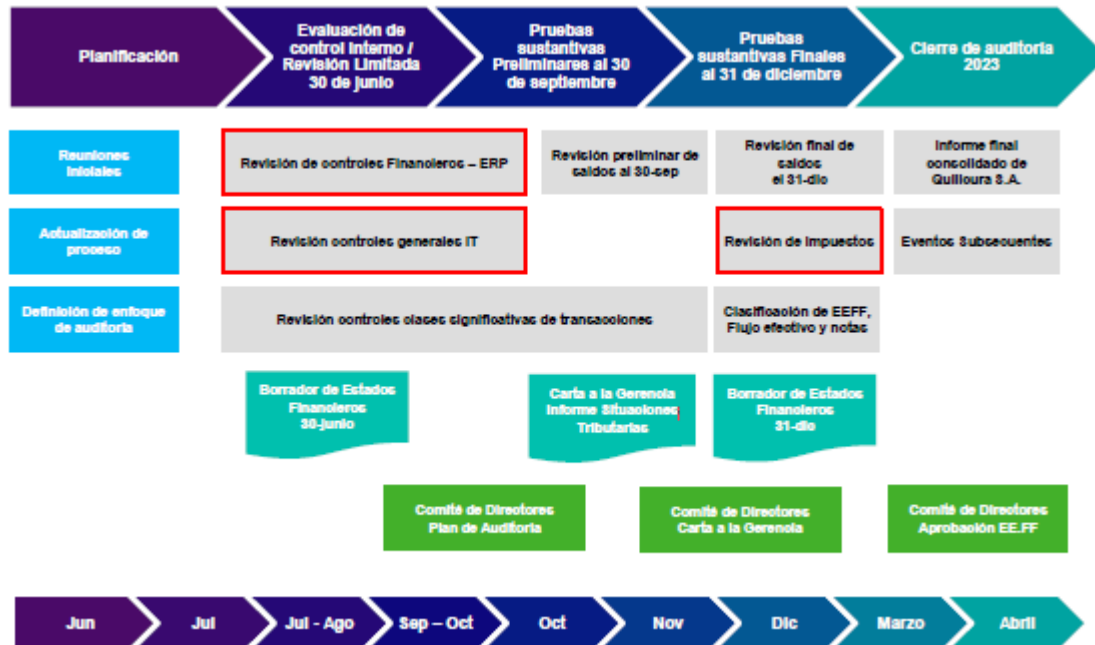 Planificación
Evaluación de
control interno /
Revisión Limitada
30 de junio
Pruebas
sustantivas
Preliminares al 30
de septiembre
Pruebas
sustantivas Finales
al 31 de diciembre
Cierre de auditoria
2023
Reuniones
Iniciales
Revisión de controles Financieros – ERP
Revisión preliminar de
saldos al 30-sep
Revisión final de
saldos
el 31-dic
Informe final
consolidado de
Quilicura S.A.
Actualización de
proceso
Revisión controles generales IT
Revisión de Impuestos
Eventos Subsecuentes
Definición de enfoque
de auditoria
Revisión controles clases significativas de transacciones
Clasificación de EEFF,
Flujo efectivo y notas
Borrador de Estados
Financieros
30-junio
Carta a la Gerencia
Informe Situaciones
Tributarias
Borrador de Estados
Financieros
31-dic
Comité de Directores
Plan de Auditoria
Comité de Directores
Carta a la Gerencia
Comité de Directores
Aprobación EE.FF
Jun
Jul
Jul - Ago
Sep – Oct
Oct
Nov
Dic
Marzo
Abril